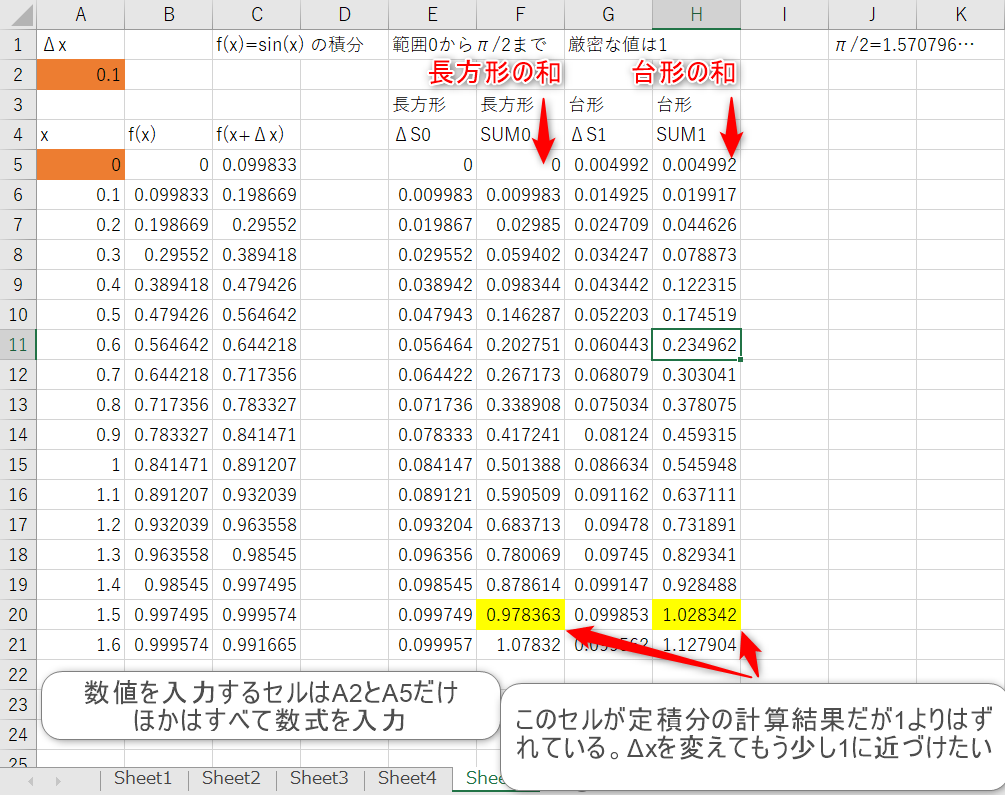 A B C D E F G H I J K
1 Δx f(x)=sin(x) の積分 範囲0からπ/2まで 厳密な値は1 π/2=1.570796…
2 0.1
長方形の和 台形の和
3 長方形 長方形 台形 台形
4 x f(x) f(x+Δx) ΔS0 SUM0 ΔS1 SUM1
5 0 0 0.099833 0 0 0.004992 0.004992
6 0.1 0.099833 0.198669 0.009983 0.009983 0.014925 0.019917
7 0.2 0.198669 0.29552 0.019867 0.02985 0.024709 0.044626
8 0.3 0.29552 0.389418 0.029552 0.059402 0.034247 0.078873
9 0.4 0.389418 0.479426 0.038942 0.098344 0.043442 0.122315
10 0.5 0.479426 0.564642 0.047943 0.146287 0.052203 0.174519
11 0.6 0.564642 0.644218 0.056464 0.202751 0.060443 0.234962
12 0.7 0.644218 0.717356 0.064422 0.267173 0.068079 0.303041
13 0.8 0.717356 0.783327 0.071736 0.338908 0.075034 0.378075
14 0.9 0.783327 0.841471 0.078333 0.417241 0.08124 0.459315
15 1 0.841471 0.891207 0.084147 0.501388 0.086634 0.545948
16 1.1 0.891207 0.932039 0.089121 0.590509 0.091162 0.637111
17 1.2 0.932039 0.963558 0.093204 0.683713 0.09478 0.731891
18 1.3 0.963558 0.98545 0.096356 0.780069 0.09745 0.829341
19 1.4 0.98545 0.997495 0.098545 0.878614 0.099147 0.928488
20 1.5 0.997495 0.999574 0.099749 0.978363 0.099853 1.028342
21 1.6 0.999574 0.991665 0.099957 1.07832 0.099562 1.127904
22
23
24
25
数値を入力するセルはA2とA5だけ
ほかはすべて数式を入力
このセルが定積分の計算結果だが1よりはず
れている。Δxを変えてもう少し1に近づけたい
Sheet1 Sheet2 Sheet3 Sheet4